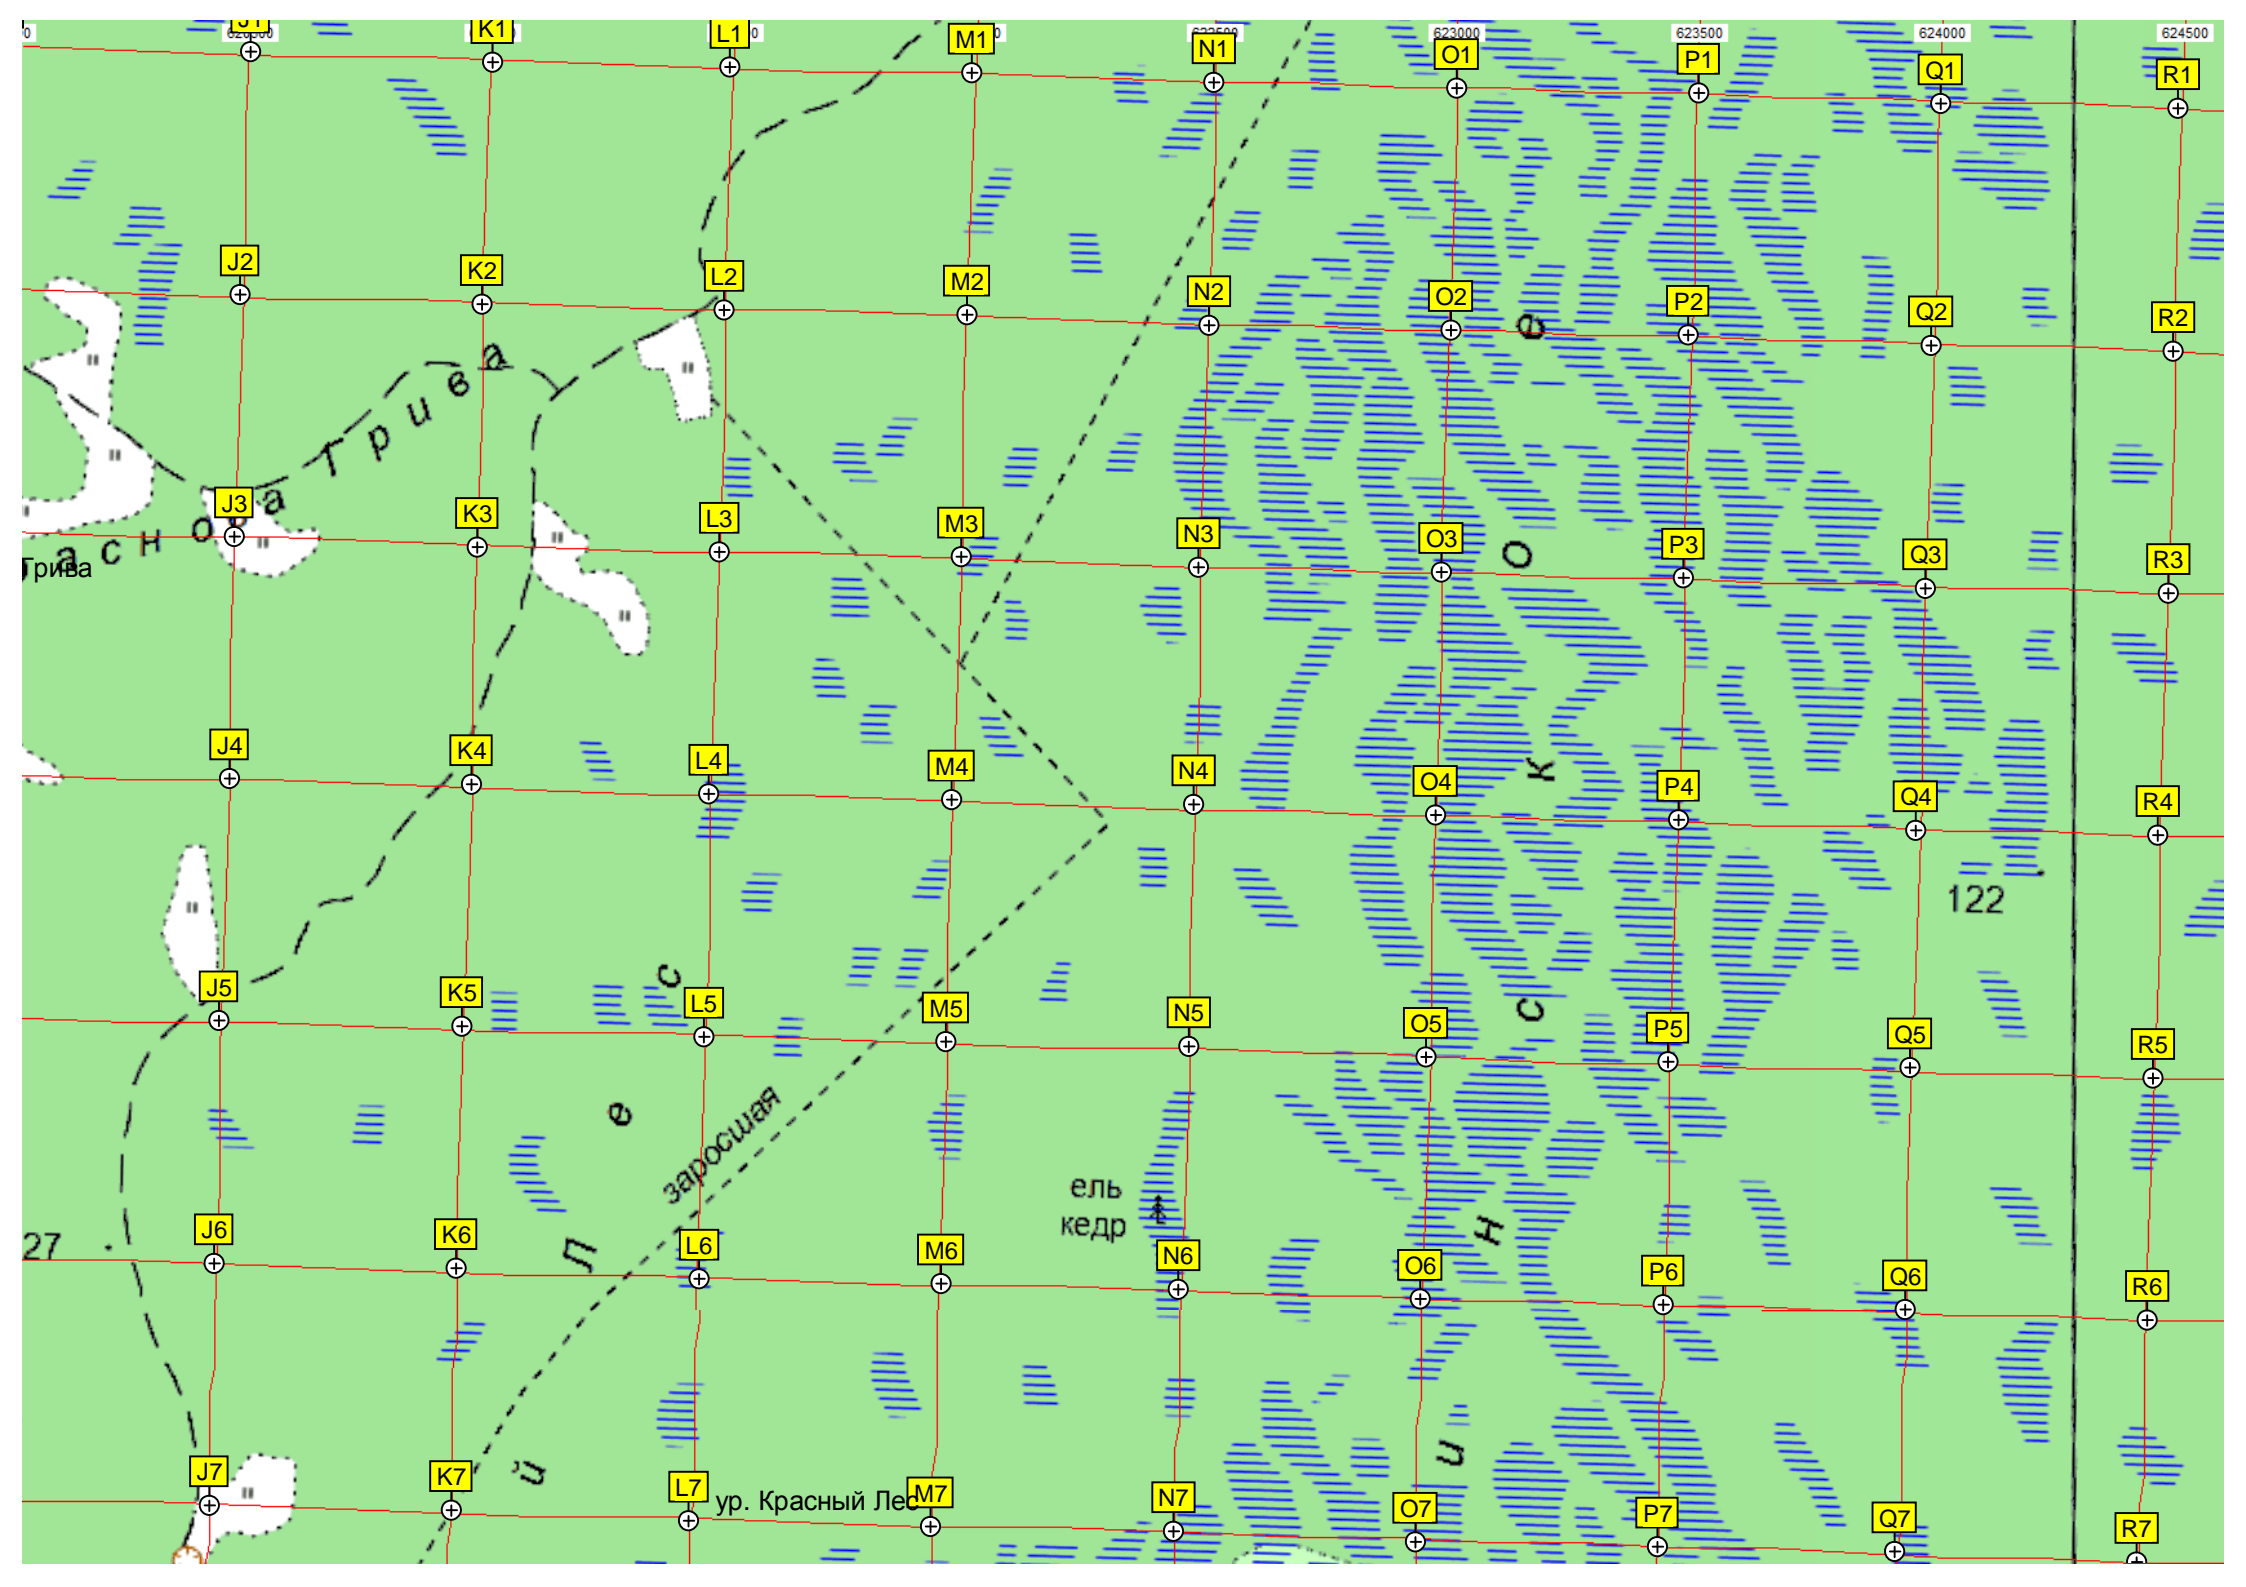 J1 K1 L1 M1 N1 O1 P1 Q1 R1
623000 623500 624000 624500
J2 K2 L2 M2 N2 O2 P2 Q2 R2
Грива
е
J3 K3 L3 M3 N3 O3 P3 Q3 R3
аснова
О
Грива
J4 K4 L4 M4 N4 O4 P4 Q4 R4
к
122
J5 K5 L5 M5 N5 O5 P5 Q5 R5
с
с
е
заросшая
ель
кедр
J6 K6 L6 M6 N6 O6 P6 Q6 R6
27
Л
н
и
й
J7 K7 L7 M7 N7 O7 P7 Q7 R7
ур. Красный Лес